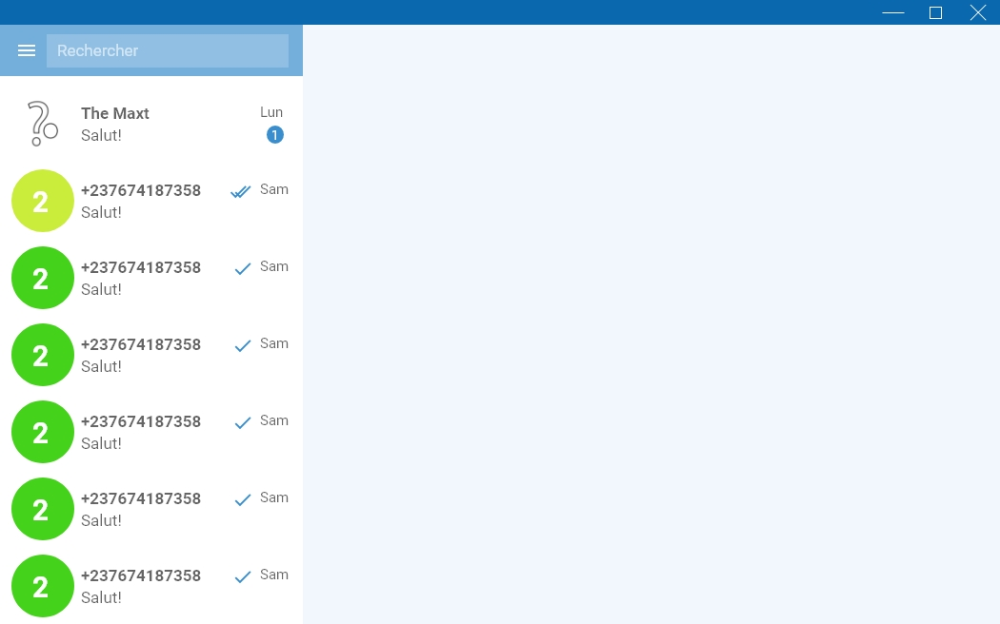 Rechercher
The Maxt Lun
Salut! 1
2 +237674187358 Sam
Salut!
2 +237674187358 Sam
Salut!
2 +237674187358 Sam
Salut!
2 +237674187358 Sam
Salut!
2 +237674187358 Sam
Salut!
2 +237674187358 Sam
Salut!